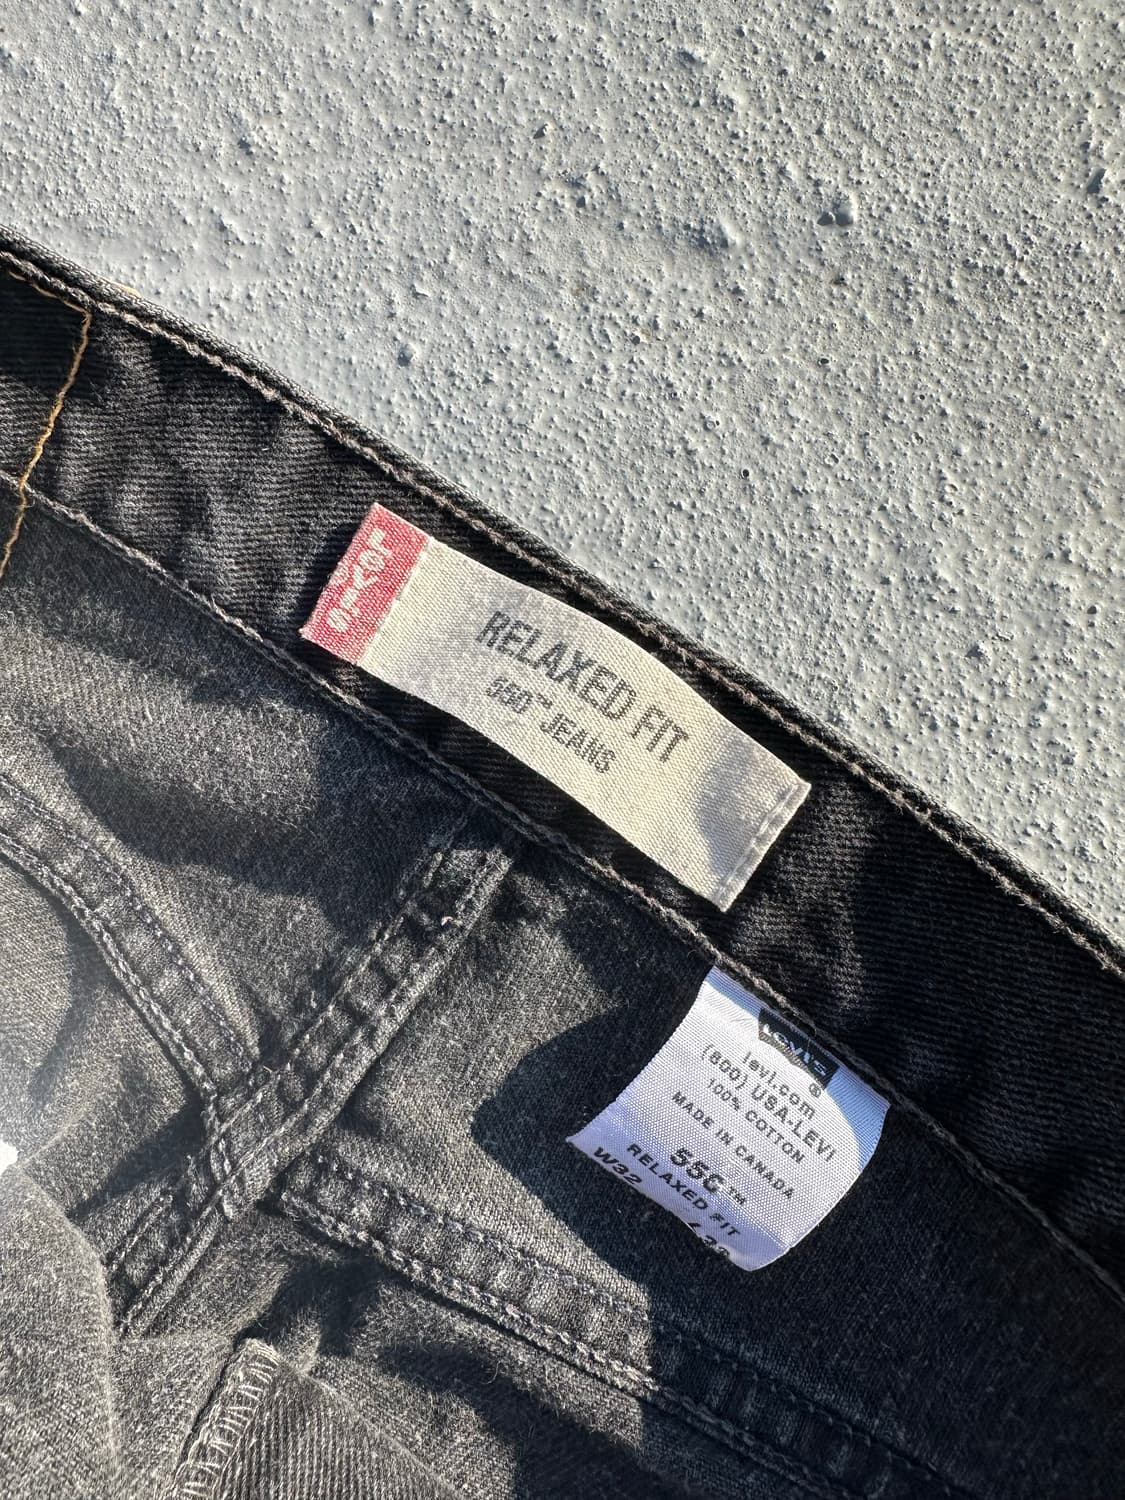 LEVI'S
RELAXED FIT
550™ JEANS
Levi's
®
levi.com
(800) USA-LEVI
100% COTTON
MADE IN CANADA
550™
RELAXED FIT
W32